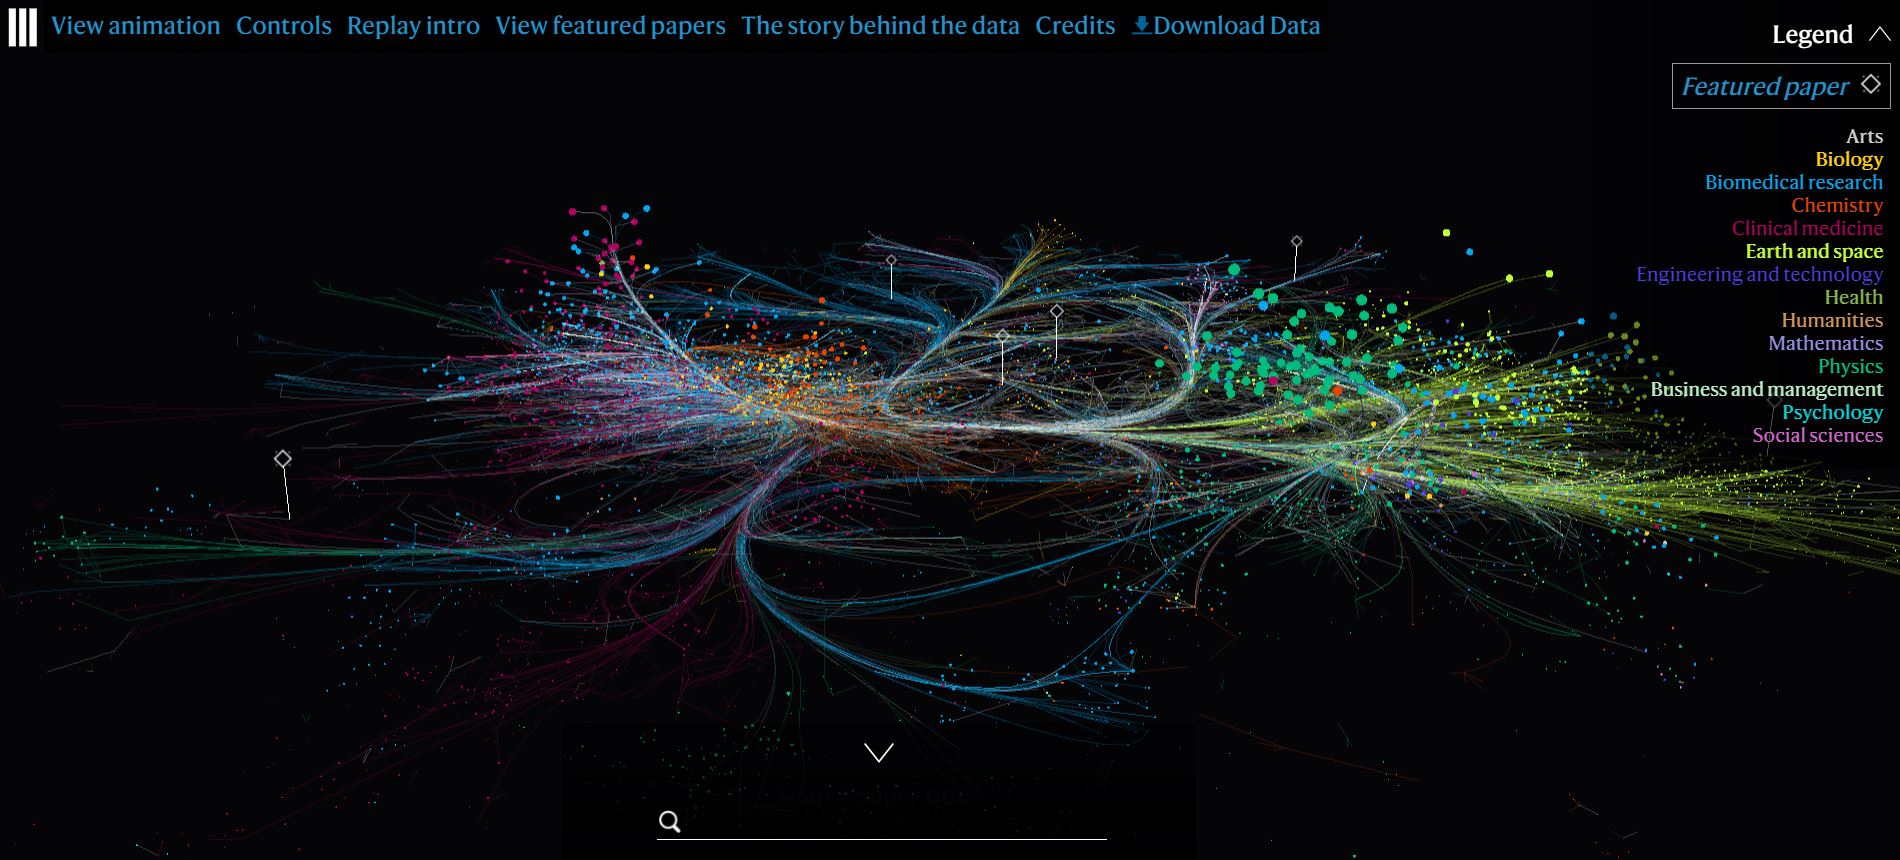 View animation Controls Replay intro View featured papers The story behind the data Credits Download Data
Legend
Featured paper
Arts
Biology
Biomedical research
Chemistry
Clinical medicine
Earth and space
Engineering and technology
Health
Humanities
Mathematics
Physics
Business and management
Psychology
Social sciences